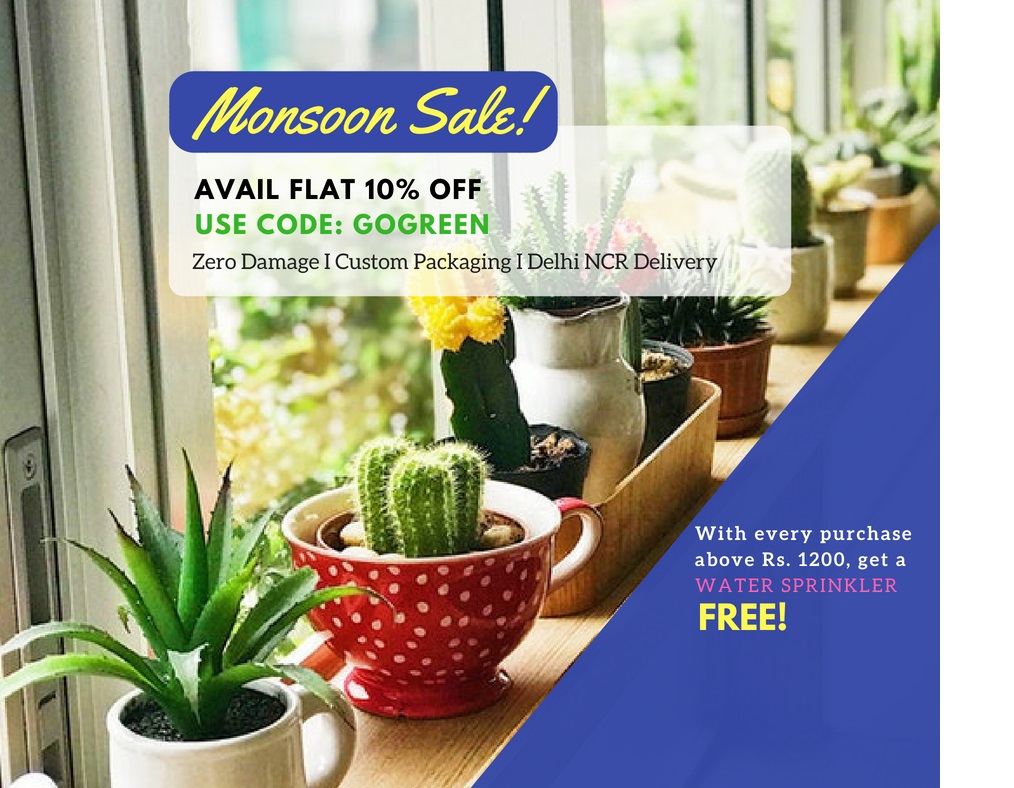 Monsoon Sale!
AVAIL FLAT 10% OFF
USE CODE: GOGREEN
Zero Damage I Custom Packaging I Delhi NCR Delivery
With every purchase
above Rs. 1200, get a
WATER SPRINKLER
FREE!